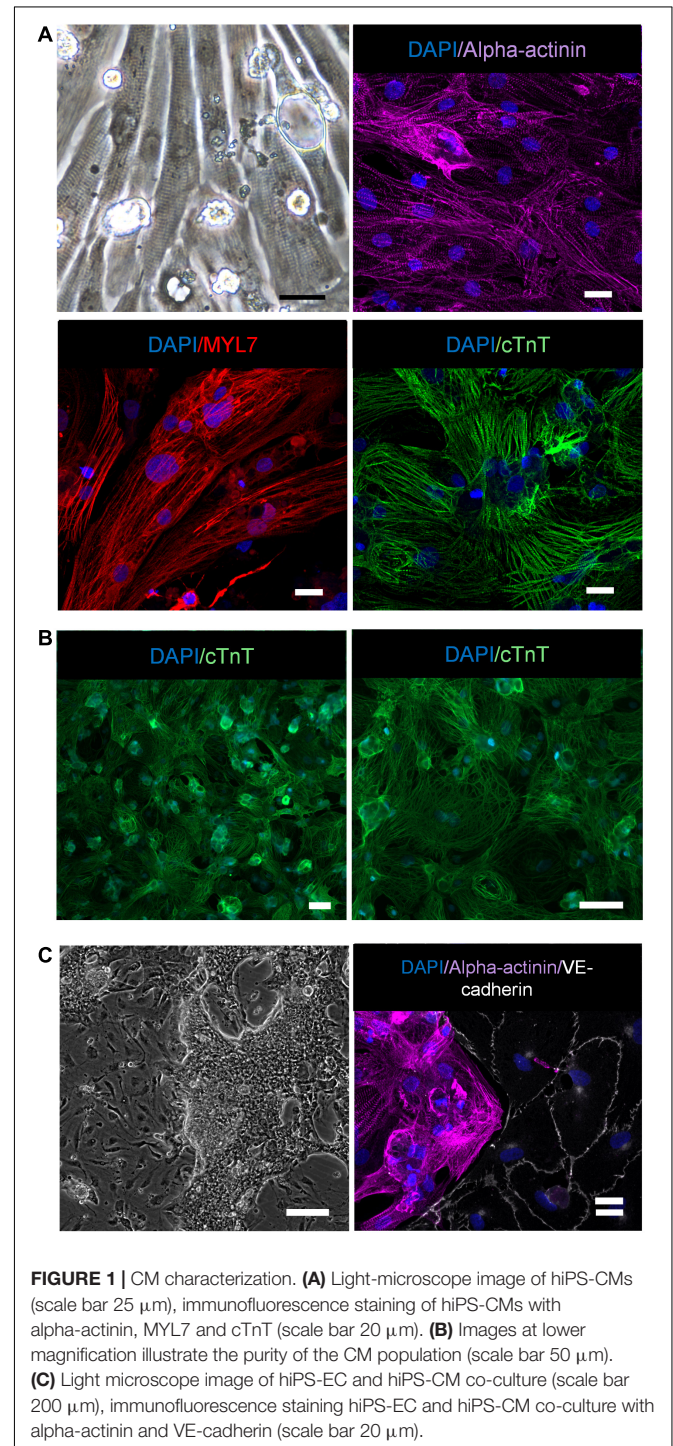 A
DAPI/Alpha-actinin
DAPI/MYL7
DAPI/cTnT
B
DAPI/cTnT
DAPI/cTnT
C
DAPI/Alpha-actinin/VE-
cadherin
FIGURE 1 | CM characterization. (A) Light-microscope image of hiPS-CMs
(scale bar 25 μm), immunofluorescence staining of hiPS-CMs with
alpha-actinin, MYL7 and cTnT (scale bar 20 μm). (B) Images at lower
magnification illustrate the purity of the CM population (scale bar 50 μm).
(C) Light microscope image of hiPS-EC and hiPS-CM co-culture (scale bar
200 μm), immunofluorescence staining hiPS-EC and hiPS-CM co-culture with
alpha-actinin and VE-cadherin (scale bar 20 μm).